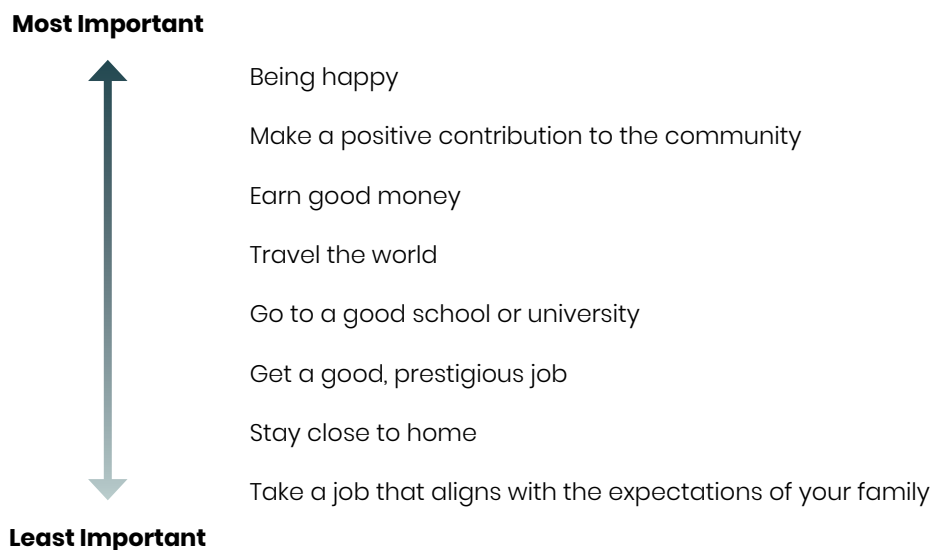 Most Important
Being happy
Make a positive contribution to the community
Earn good money
Travel the world
Go to a good school or university
Get a good, prestigious job
Stay close to home
Take a job that aligns with the expectations of your family
Least Important